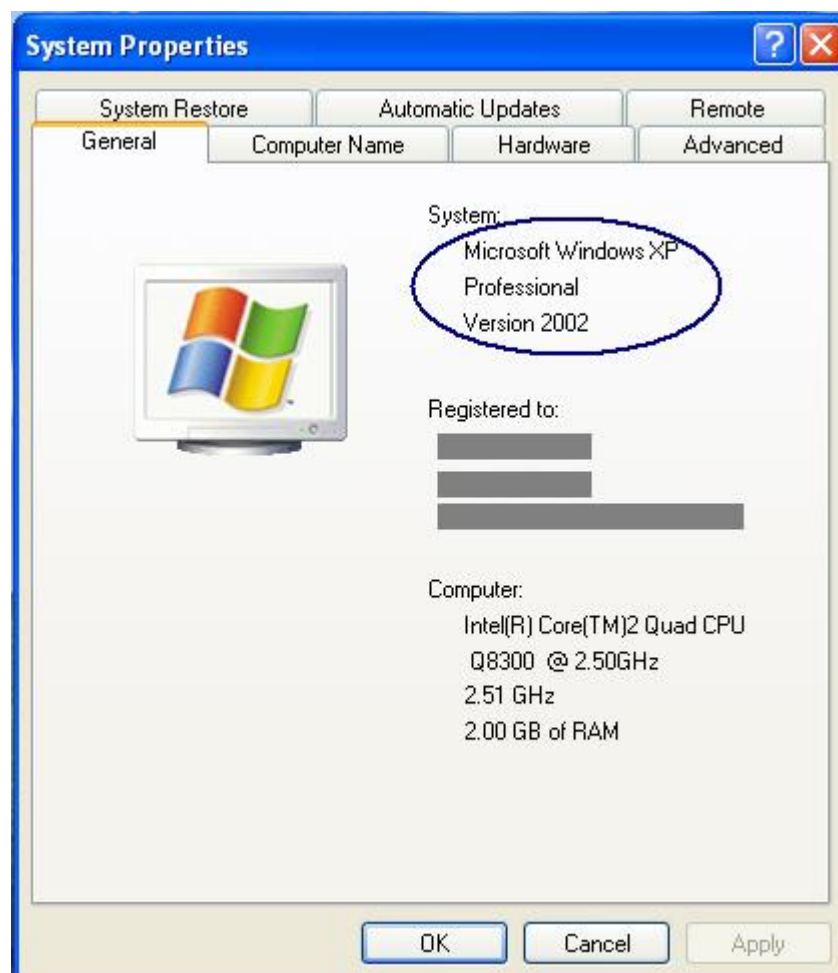 System Properties
System Restore
Automatic Updates
Remote
General
Computer Name
Hardware
Advanced
System:
Microsoft Windows XP
Professional
Version 2002
Registered to:
Computer:
Intel(R) Core(TM)2 Quad CPU
Q8300 @ 2.50GHz
2.51 GHz
2.00 GB of RAM
OK
Cancel
Apply